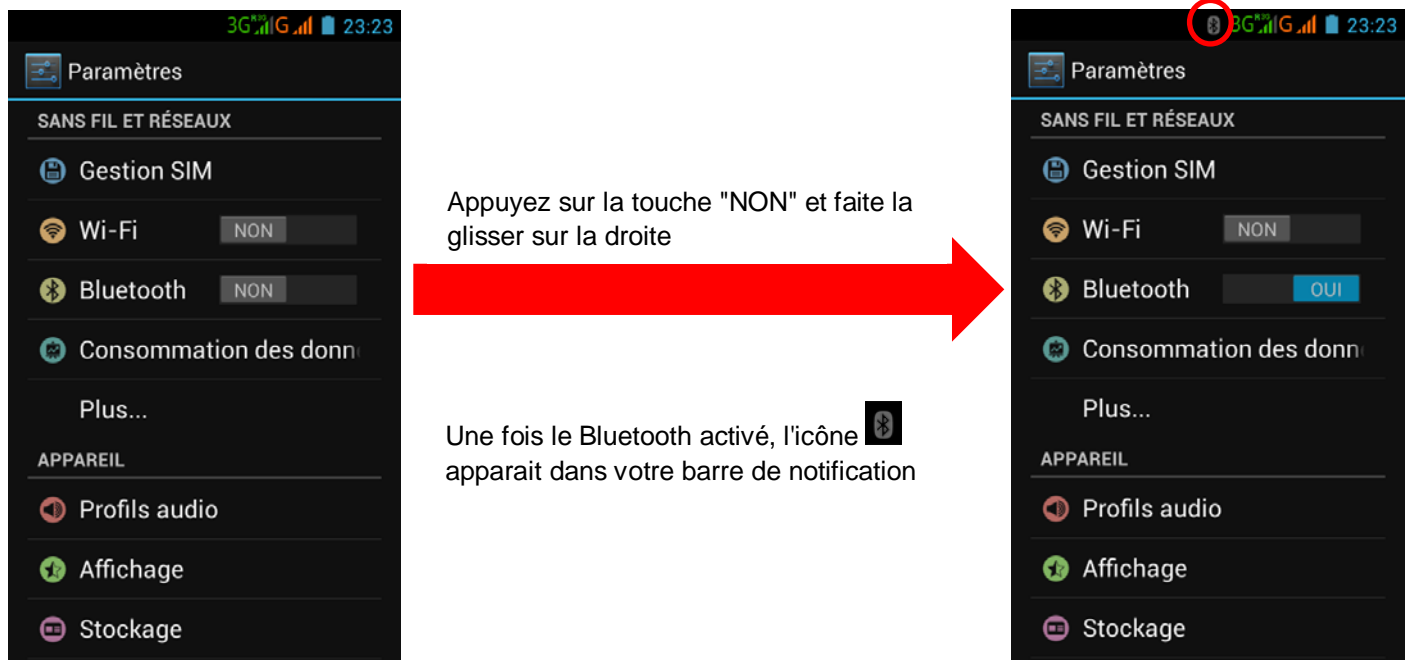 3G G 23:23
Paramètres
SANS FIL ET RÉSEAUX
Gestion SIM
Wi-Fi NON
Bluetooth NON
Consommation des donn
Plus...
APPAREIL
Profils audio
Affichage
Stockage
Appuyez sur la touche "NON" et faite la
glisser sur la droite
Une fois le Bluetooth activé, l'icône
apparait dans votre barre de notification
3G G 23:23
Paramètres
SANS FIL ET RÉSEAUX
Gestion SIM
Wi-Fi NON
Bluetooth OUI
Consommation des donn
Plus...
APPAREIL
Profils audio
Affichage
Stockage